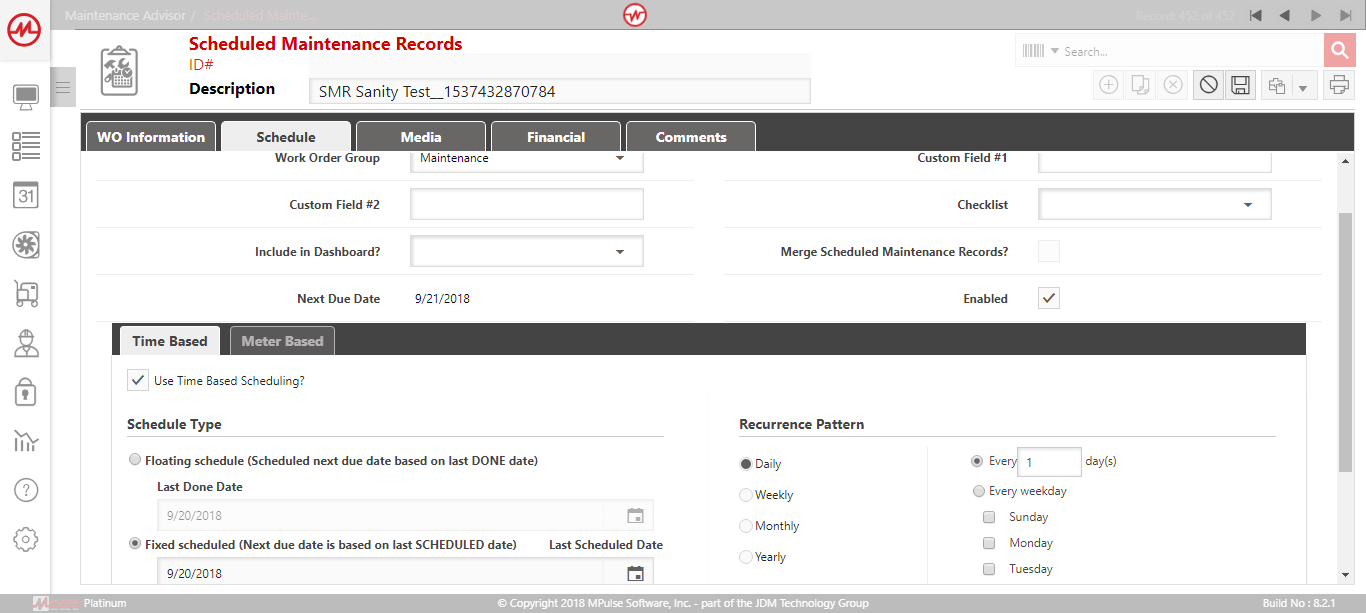 Maintenance Advisor / Scheduled Mainte...
Record: 452 of 452
Scheduled Maintenance Records
ID#
Search...
Description SMR Sanity Test__1537432870784
WO Information Schedule Media Financial Comments
Work Order Group Maintenance Custom Field #1
31
Custom Field #2 Checklist
Include in Dashboard? Merge Scheduled Maintenance Records?
Next Due Date 9/21/2018 Enabled
Time Based Meter Based
Use Time Based Scheduling?
Schedule Type Recurrence Pattern
Floating schedule (Scheduled next due date based on last DONE date) Daily Every 1 day(s)
Last Done Date Weekly Every weekday
9/20/2018 Sunday
Monthly
Fixed scheduled (Next due date is based on last SCHEDULED date) Last Scheduled Date Monday
Yearly
9/20/2018 Tuesday
Platinum © Copyright 2018 MPulse Software, Inc. - part of the JDM Technology Group Build No : 8.2.1